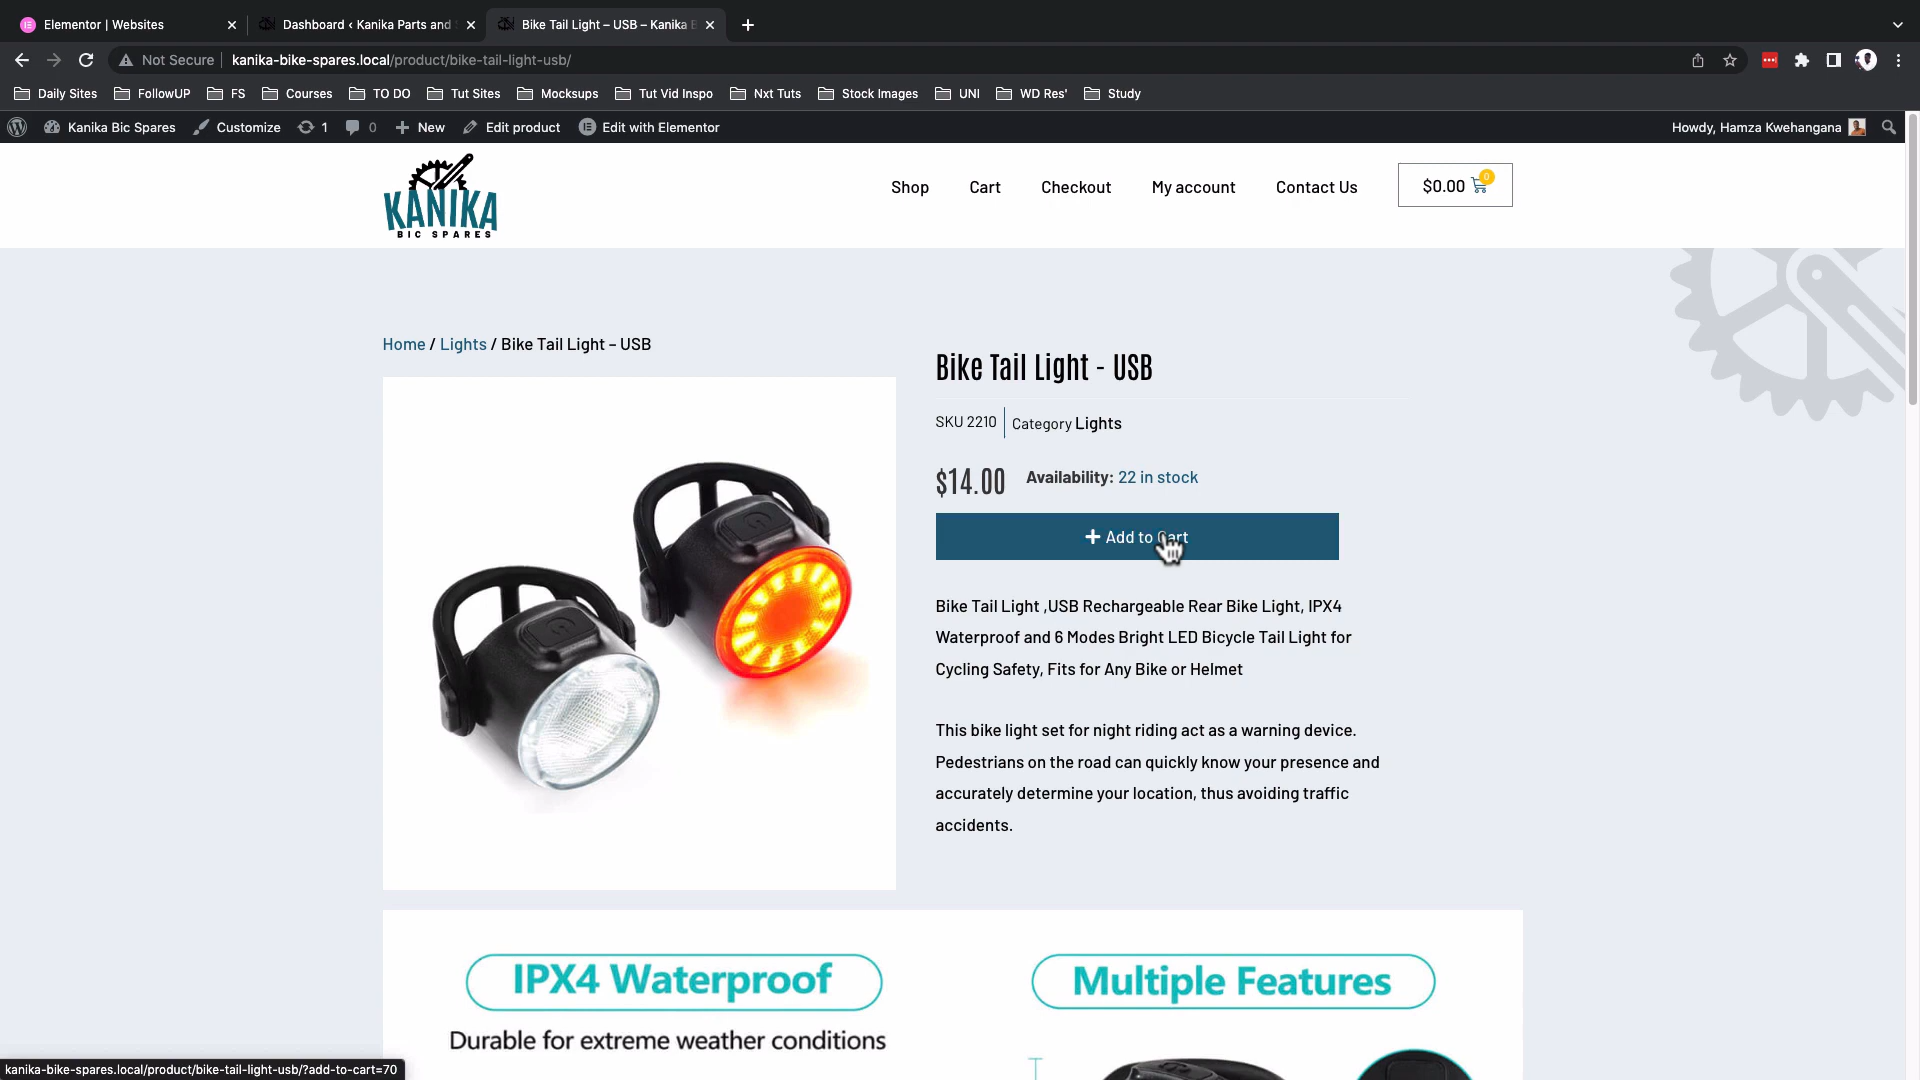 Elementor | Websites
Dashboard ‹ Kanika Parts and
Bike Tail Light – USB – Kanika
Not Secure
kanika-bike-spares.local/product/bike-tail-light-usb/
Daily Sites
FollowUP
FS
Courses
TO DO
Tut Sites
Mocksups
Tut Vid Inspo
Nxt Tuts
Stock Images
UNI
WD Res'
Study
Kanika Bic Spares
Customize
1
0
New
Edit product
Edit with Elementor
Howdy, Hamza Kwehangana
KANIKA
BIC SPARES
Shop
Cart
Checkout
My account
Contact Us
$0.00
0
Home / Lights / Bike Tail Light – USB
Bike Tail Light - USB
SKU 2210
Category Lights
$14.00
Availability: 22 in stock
Add to Cart
Bike Tail Light ,USB Rechargeable Rear Bike Light, IPX4
Waterproof and 6 Modes Bright LED Bicycle Tail Light for
Cycling Safety, Fits for Any Bike or Helmet
This bike light set for night riding act as a warning device.
Pedestrians on the road can quickly know your presence and
accurately determine your location, thus avoiding traffic
accidents.
IPX4 Waterproof
Durable for extreme weather conditions
Multiple Features
kanika-bike-spares.local/product/bike-tail-light-usb/?add-to-cart=70